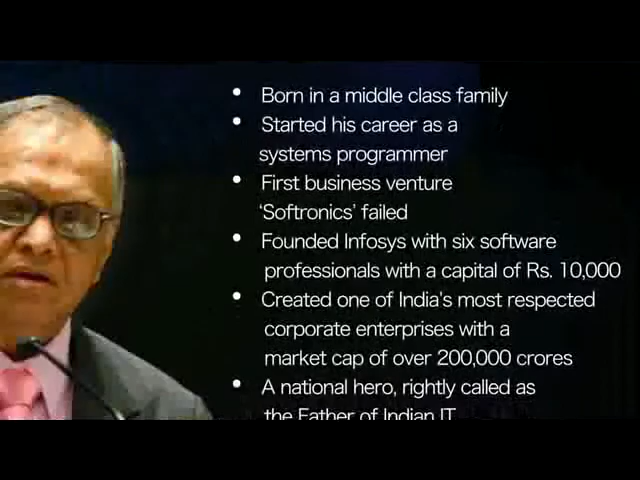 • Born in a middle class family
• Started his career as a
systems programmer
• First business venture
‘Softronics’ failed
• Founded Infosys with six software
professionals with a capital of Rs. 10,000
• Created one of India's most respected
corporate enterprises with a
market cap of over 200,000 crores
• A national hero, rightly called as
the Father of Indian IT